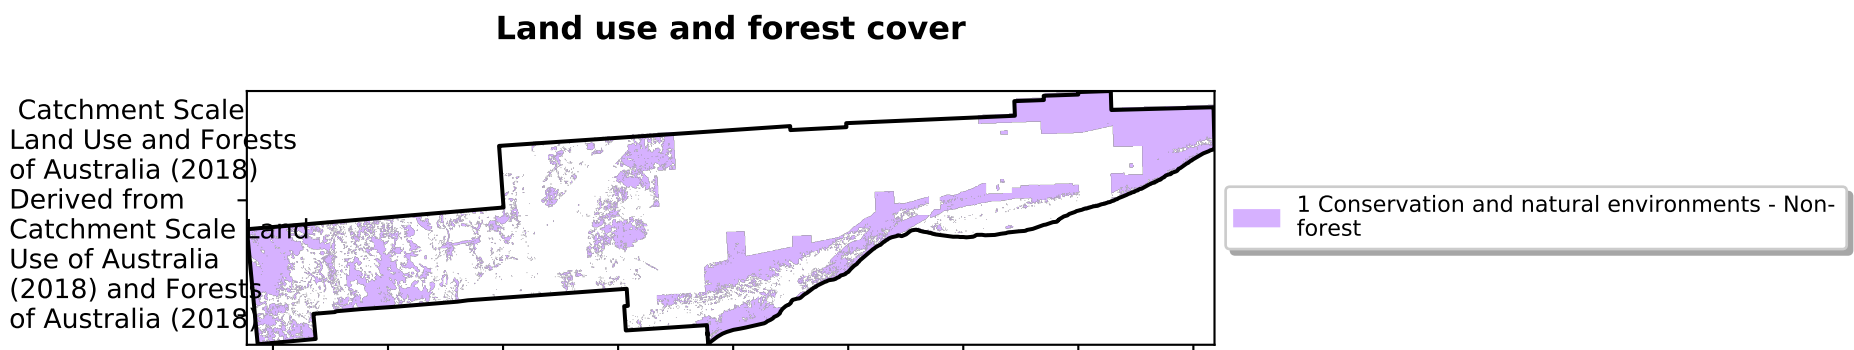 Land use and forest cover
Catchment Scale
Land Use and Forests
of Australia (2018)
Derived from
Catchment Scale Land
Use of Australia
(2018) and Forests
of Australia (2018)
1 Conservation and natural environments - Non-
forest